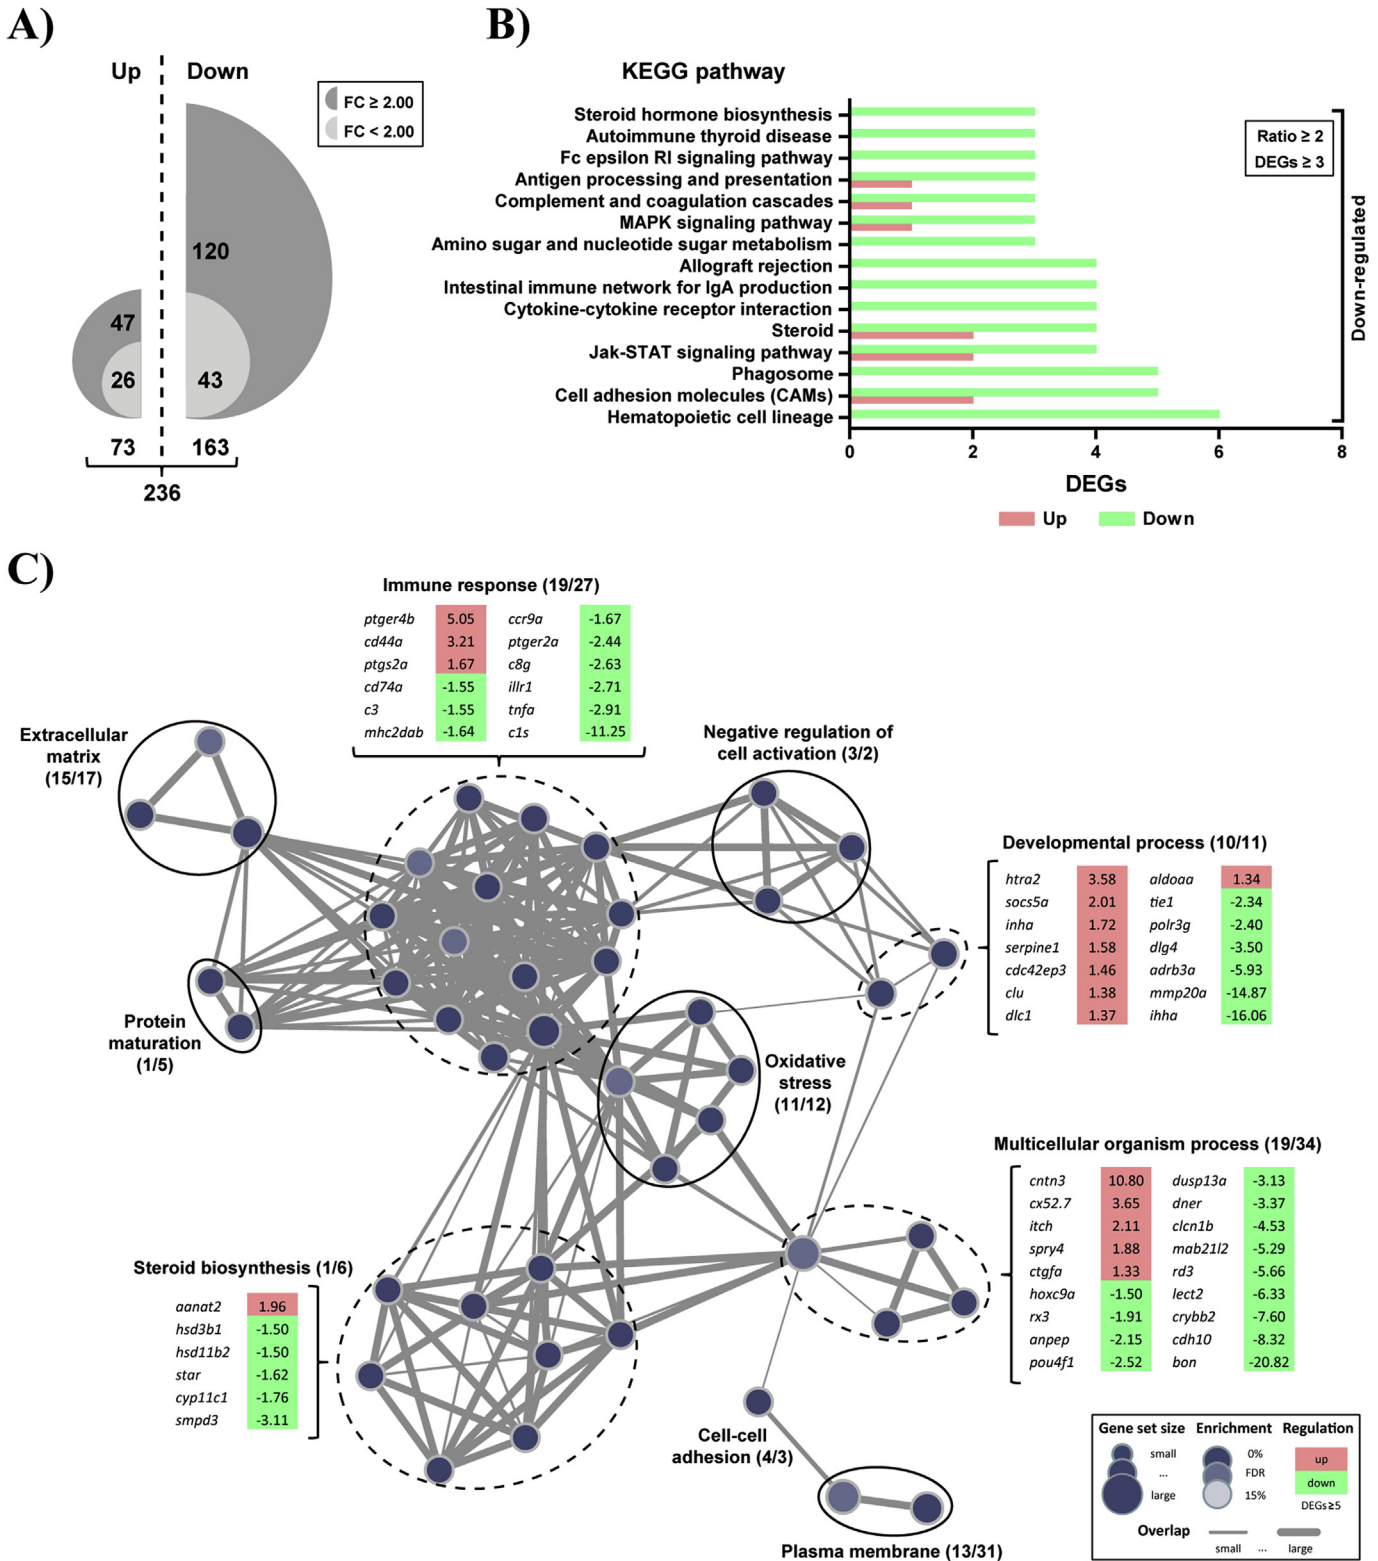 A)
Up
Down
FC ≥ 2.00
FC < 2.00
120
47
26
43
73
163
236
B)
KEGG pathway
Steroid hormone biosynthesis
Autoimmune thyroid disease
Fc epsilon RI signaling pathway
Antigen processing and presentation
Complement and coagulation cascades
MAPK signaling pathway
Amino sugar and nucleotide sugar metabolism
Allograft rejection
Intestinal immune network for IgA production
Cytokine-cytokine receptor interaction
Steroid
Jak-STAT signaling pathway
Phagosome
Cell adhesion molecules (CAMs)
Hematopoietic cell lineage
Ratio ≥ 2
DEGs ≥ 3
Down-regulated
0 2 4 6 8
DEGs
Up Down
C)
Immune response (19/27)
ptger4b 5.05 ccr9a -1.67
cd44a 3.21 ptger2a -2.44
ptgs2a 1.67 c8g -2.63
cd74a -1.55 illr1 -2.71
c3 -1.55 tnfa -2.91
mhc2dab -1.64 c1s -11.25
Extracellular
matrix
(15/17)
Negative regulation of
cell activation (3/2)
Developmental process (10/11)
htra2 3.58 aldoaa 1.34
socs5a 2.01 tie1 -2.34
inha 1.72 polr3g -2.40
serpine1 1.58 dlg4 -3.50
cdc42ep3 1.46 adrb3a -5.93
clu 1.38 mmp20a -14.87
dlc1 1.37 ihha -16.06
Protein
maturation
(1/5)
Oxidative
stress
(11/12)
Multicellular organism process (19/34)
cntn3 10.80 dusp13a -3.13
cx52.7 3.65 dner -3.37
itch 2.11 clcn1b -4.53
spry4 1.88 mab21l2 -5.29
ctgfa 1.33 rd3 -5.66
hoxc9a -1.50 lect2 -6.33
rx3 -1.91 crybb2 -7.60
anpep -2.15 cdh10 -8.32
pou4f1 -2.52 bon -20.82
Steroid biosynthesis (1/6)
aanat2 1.96
hsd3b1 -1.50
hsd11b2 -1.50
star -1.62
cyp11c1 -1.76
smpd3 -3.11
Cell-cell
adhesion (4/3)
Plasma membrane (13/31)
Gene set size Enrichment Regulation
small 0% up
... FDR down
large 15% DEGs≥5
Overlap
small ... large